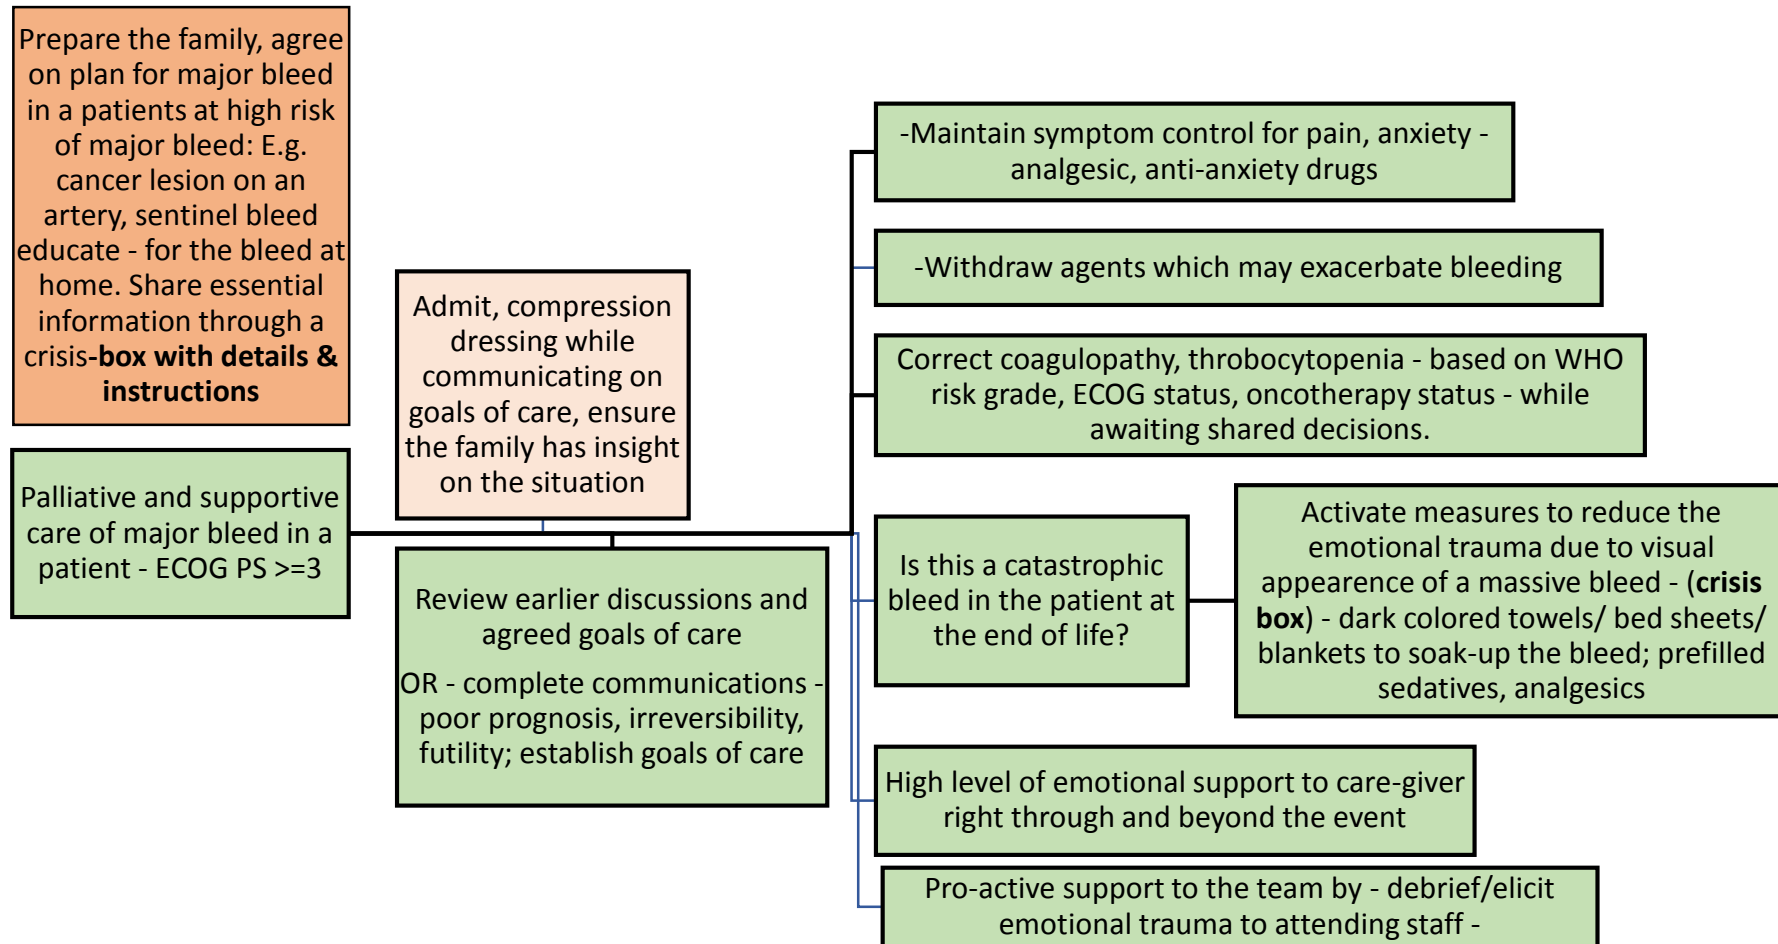 Prepare the family, agree
on plan for major bleed
in a patients at high risk
of major bleed: E.g.
cancer lesion on an
artery, sentinel bleed
educate - for the bleed at
home. Share essential
information through a
crisis-box with details &
instructions
Palliative and supportive
care of major bleed in a
patient - ECOG PS >=3
Admit, compression
dressing while
communicating on
goals of care, ensure
the family has insight
on the situation
Review earlier discussions and
agreed goals of care
OR - complete communications -
poor prognosis, irreversibility,
futility; establish goals of care
-Maintain symptom control for pain, anxiety -
analgesic, anti-anxiety drugs
-Withdraw agents which may exacerbate bleeding
Correct coagulopathy, throbocytopenia - based on WHO
risk grade, ECOG status, oncotherapy status - while
awaiting shared decisions.
Is this a catastrophic
bleed in the patient at
the end of life?
Activate measures to reduce the
emotional trauma due to visual
appearence of a massive bleed - (crisis
box) - dark colored towels/ bed sheets/
blankets to soak-up the bleed; prefilled
sedatives, analgesics
High level of emotional support to care-giver
right through and beyond the event
Pro-active support to the team by - debrief/elicit
emotional trauma to attending staff -